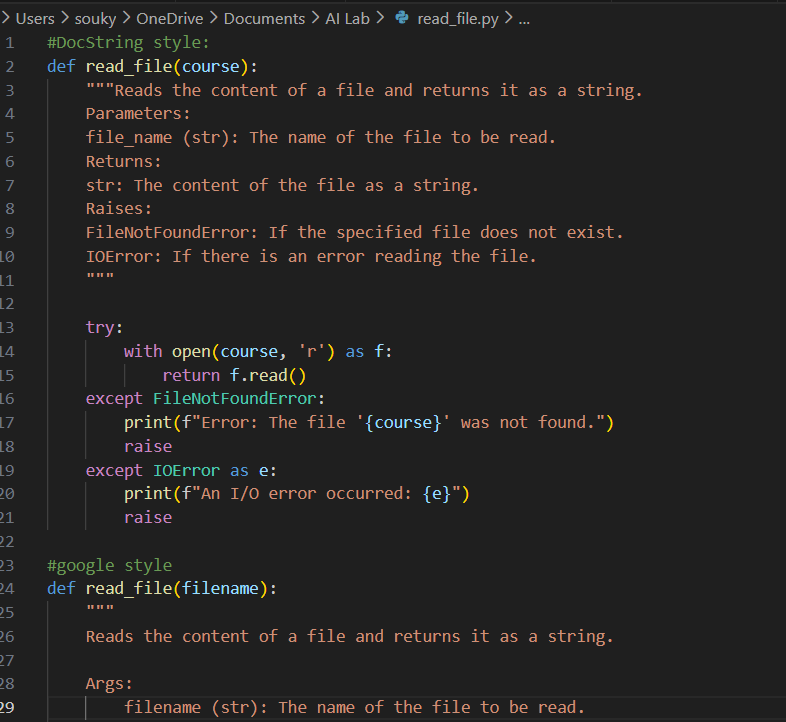 Users > souky > OneDrive > Documents > AI Lab > read_file.py > ...
1 #DocString style:
2 def read_file(course):
3     """Reads the content of a file and returns it as a string.
4     Parameters:
5     file_name (str): The name of the file to be read.
6     Returns:
7     str: The content of the file as a string.
8     Raises:
9     FileNotFoundError: If the specified file does not exist.
10     IOError: If there is an error reading the file.
11     """
12
13     try:
14         with open(course, 'r') as f:
15             return f.read()
16     except FileNotFoundError:
17         print(f"Error: The file '{course}' was not found.")
18         raise
19     except IOError as e:
20         print(f"An I/O error occurred: {e}")
21         raise
22
23 #google style
24 def read_file(filename):
25     """
26     Reads the content of a file and returns it as a string.
27
28     Args:
29         filename (str): The name of the file to be read.